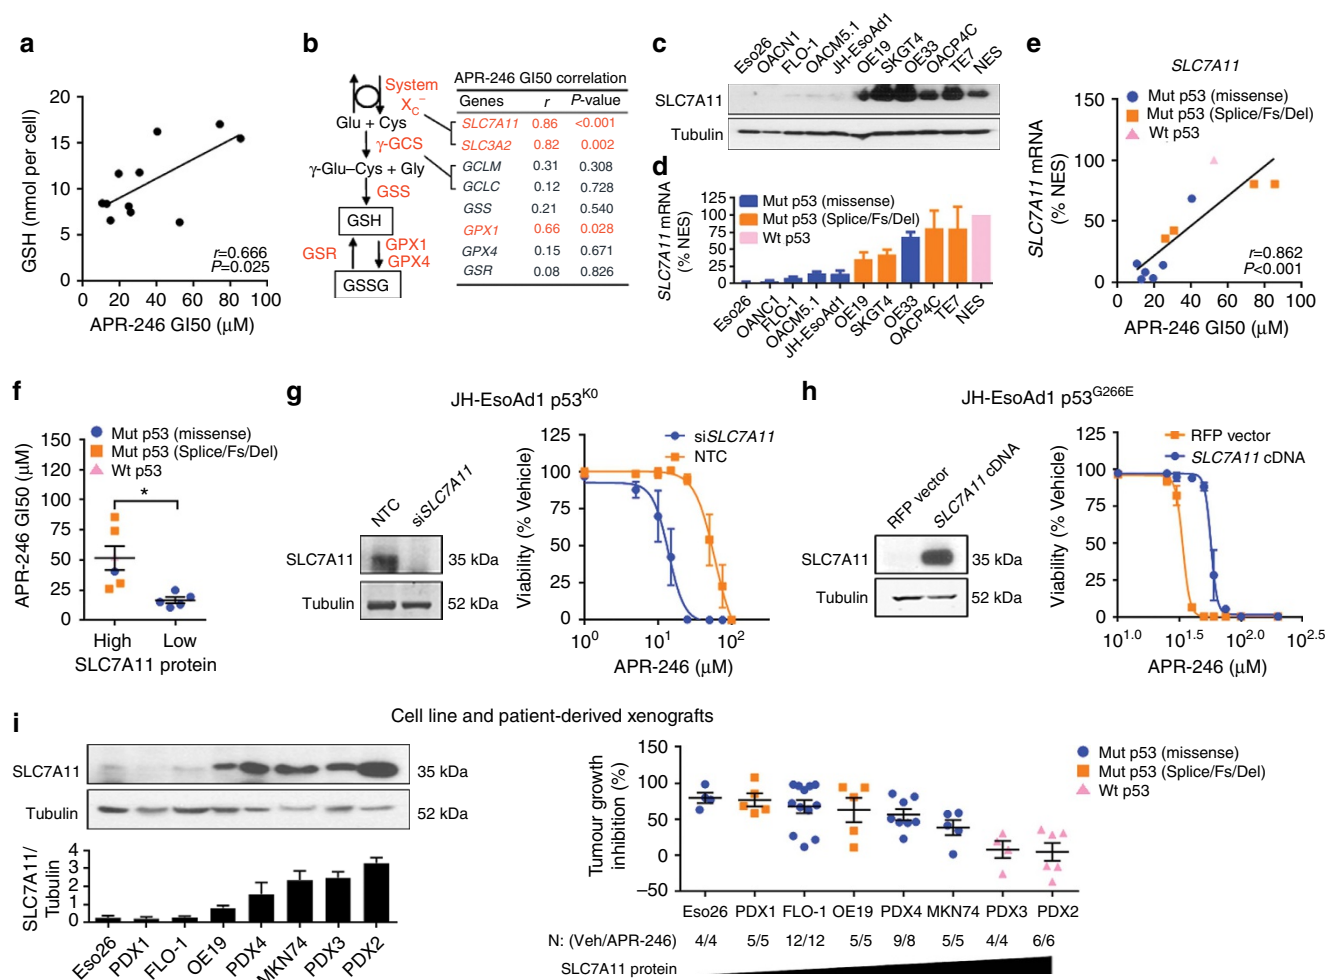 a
GSH (nmol per cell)
20
15
10
5
0
0 20 40 60 80 100
r=0.666
P=0.025
APR-246 GI50 (μM)
b
System
XC−
Glu + Cys
γ-GCS
γ-Glu–Cys + Gly
GSS
GSH
GSR
GPX1
GPX4
GSSG
APR-246 GI50 correlation
Genes r P-value
SLC7A11 0.86 <0.001
SLC3A2 0.82 0.002
GCLM 0.31 0.308
GCLC 0.12 0.728
GSS 0.21 0.540
GPX1 0.66 0.028
GPX4 0.15 0.671
GSR 0.08 0.826
c
Eso26 OACN1 FLO-1 OACM5.1 JH-EsoAd1 OE19 SKGT4 OE33 OACP4C TE7 NES
SLC7A11
Tubulin
d
SLC7A11 mRNA
(% NES)
125
100
75
50
25
0
Mut p53 (missense)
Mut p53 (Splice/Fs/Del)
Wt p53
Eso26 OANC1 FLO-1 OACM5.1 JH-EsoAd1 OE19 SKGT4 OE33 OACP4C TE7 NES
e
SLC7A11
SLC7A11 mRNA
(% NES)
150
100
50
0
Mut p53 (missense)
Mut p53 (Splice/Fs/Del)
Wt p53
r=0.862
P<0.001
0 20 40 60 80 100
APR-246 GI50 (μM)
f
APR-246 GI50 (μM)
150
125
100
75
50
25
0
Mut p53 (missense)
Mut p53 (Splice/Fs/Del)
Wt p53
*
High Low
SLC7A11 protein
g
JH-EsoAd1 p53K0
NTC siSLC7A11
SLC7A11 35 kDa
Tubulin 52 kDa
Viability (% Vehicle)
125
100
75
50
25
0
siSLC7A11
NTC
10^0 10^1 10^2
APR-246 (μM)
h
JH-EsoAd1 p53G266E
RFP vector SLC7A11 cDNA
SLC7A11 35 kDa
Tubulin 52 kDa
Viability (% Vehicle)
125
100
75
50
25
0
RFP vector
SLC7A11 cDNA
10^1.0 10^1.5 10^2.0 10^2.5
APR-246 (μM)
i
Cell line and patient-derived xenografts
SLC7A11 35 kDa
Tubulin 52 kDa
SLC7A11/
Tubulin
4
3
2
1
0
Eso26 PDX1 FLO-1 OE19 PDX4 MKN74 PDX3 PDX2
Tumour growth
inhibition (%)
150
100
50
0
−50
Mut p53 (missense)
Mut p53 (Splice/Fs/Del)
Wt p53
Eso26 PDX1 FLO-1 OE19 PDX4 MKN74 PDX3 PDX2
N: (Veh/APR-246) 4/4 5/5 12/12 5/5 9/8 5/5 4/4 6/6
SLC7A11 protein